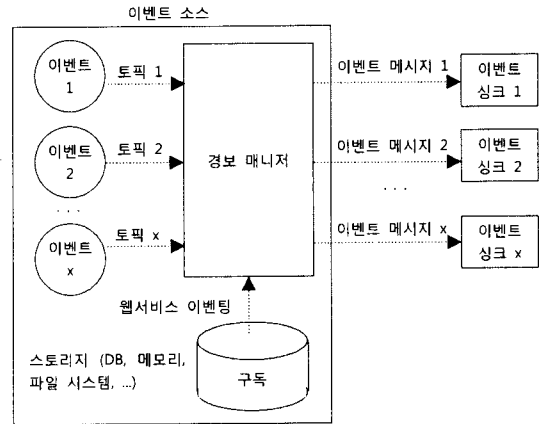 이벤트 소스
이벤트
1
토픽 1
이벤트 메시지 1
이벤트
싱크 1
이벤트
2
토픽 2
경보 매니저
이벤트 메시지 2
이벤트
싱크 2
...
...
이벤트
x
토픽 x
이벤트 메시지 x
이벤트
싱크 x
웹서비스 이벤팅
스토리지 (DB, 메모리,
파일 시스템, ...)
구독